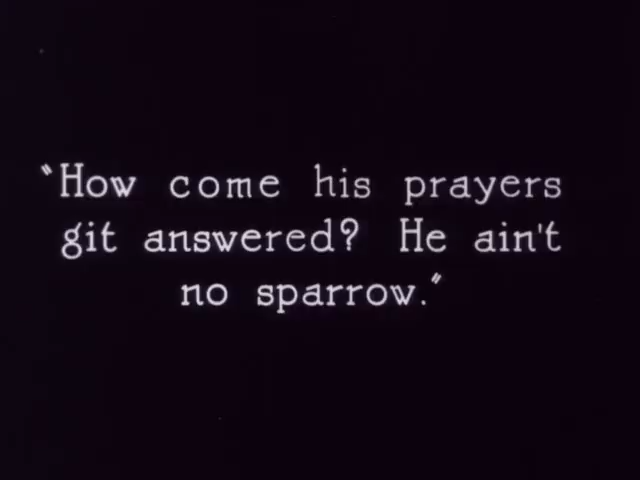 "How come his prayers
git answered? He ain't
no sparrow."